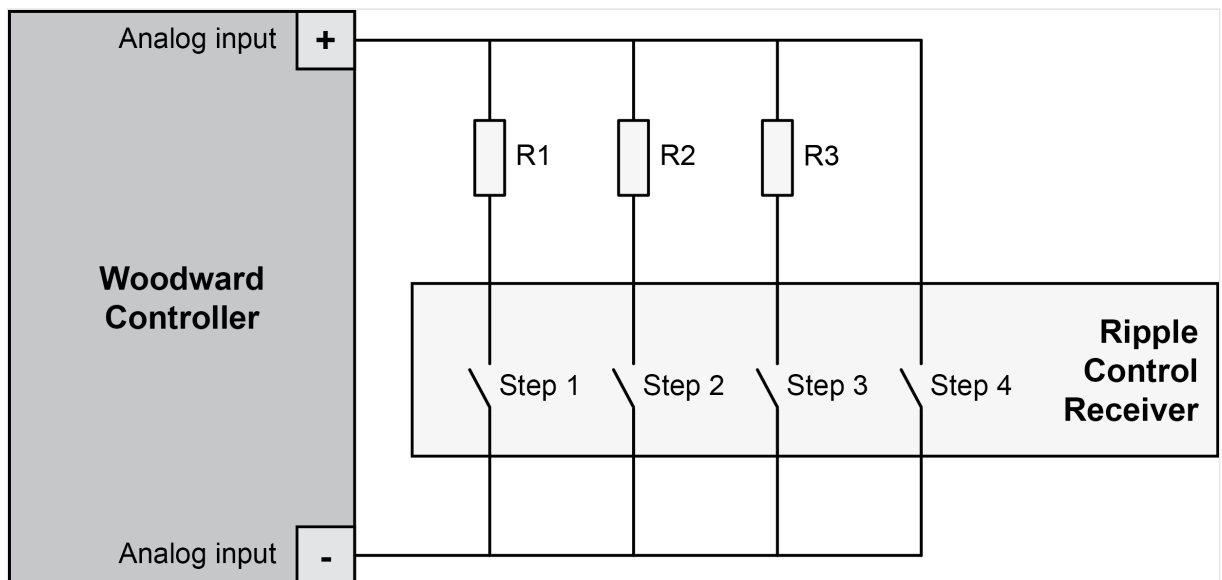 Analog input +
R1 R2 R3
Woodward
Controller
Ripple
Control
Receiver
Step 1 Step 2 Step 3 Step 4
Analog input -